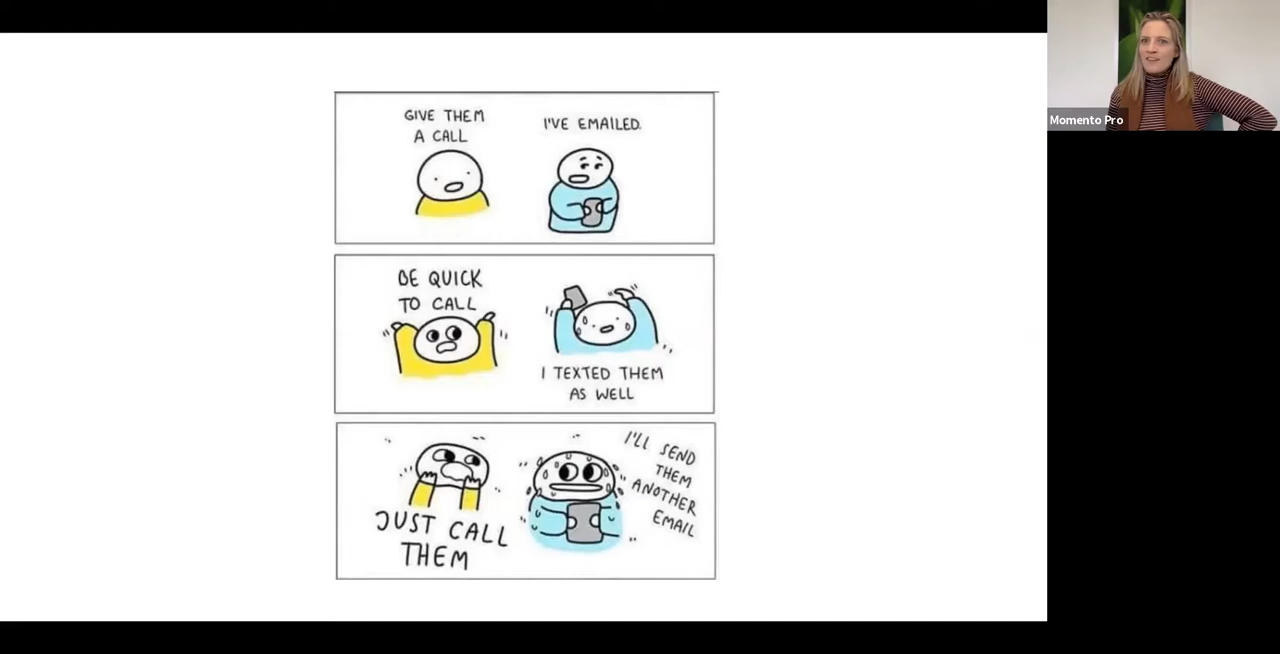 GIVE THEM
A CALL
I'VE EMAILED.
BE QUICK
TO CALL
I TEXTED THEM
AS WELL
JUST CALL
THEM
I'LL SEND
THEM
ANOTHER
EMAIL
Momento Pro